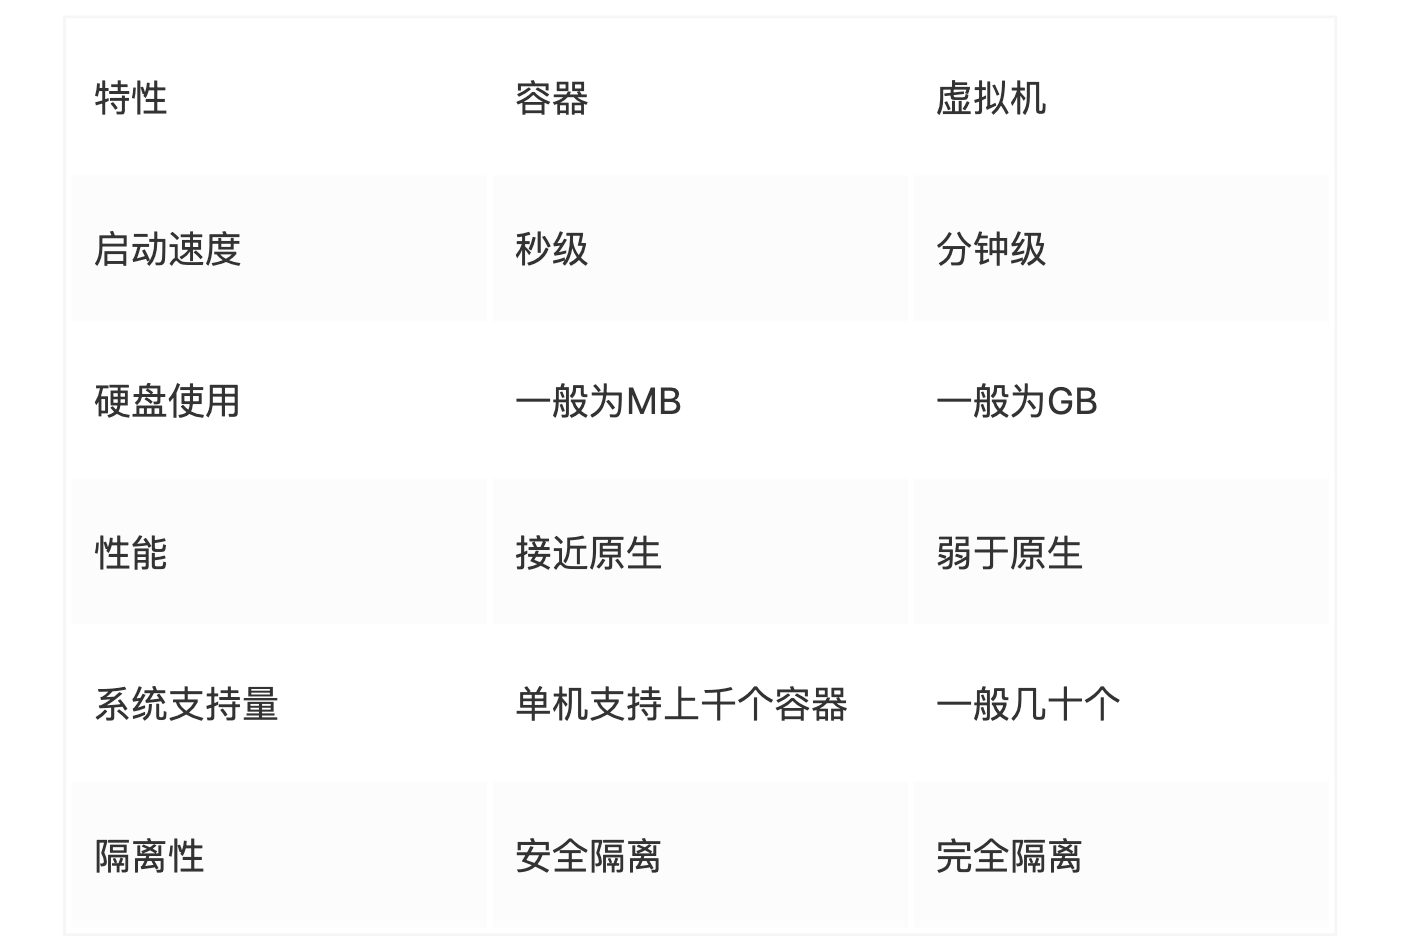 特性 容器 虚拟机
启动速度 秒级 分钟级
硬盘使用 一般为MB 一般为GB
性能 接近原生 弱于原生
系统支持量 单机支持上千个容器 一般几十个
隔离性 安全隔离 完全隔离